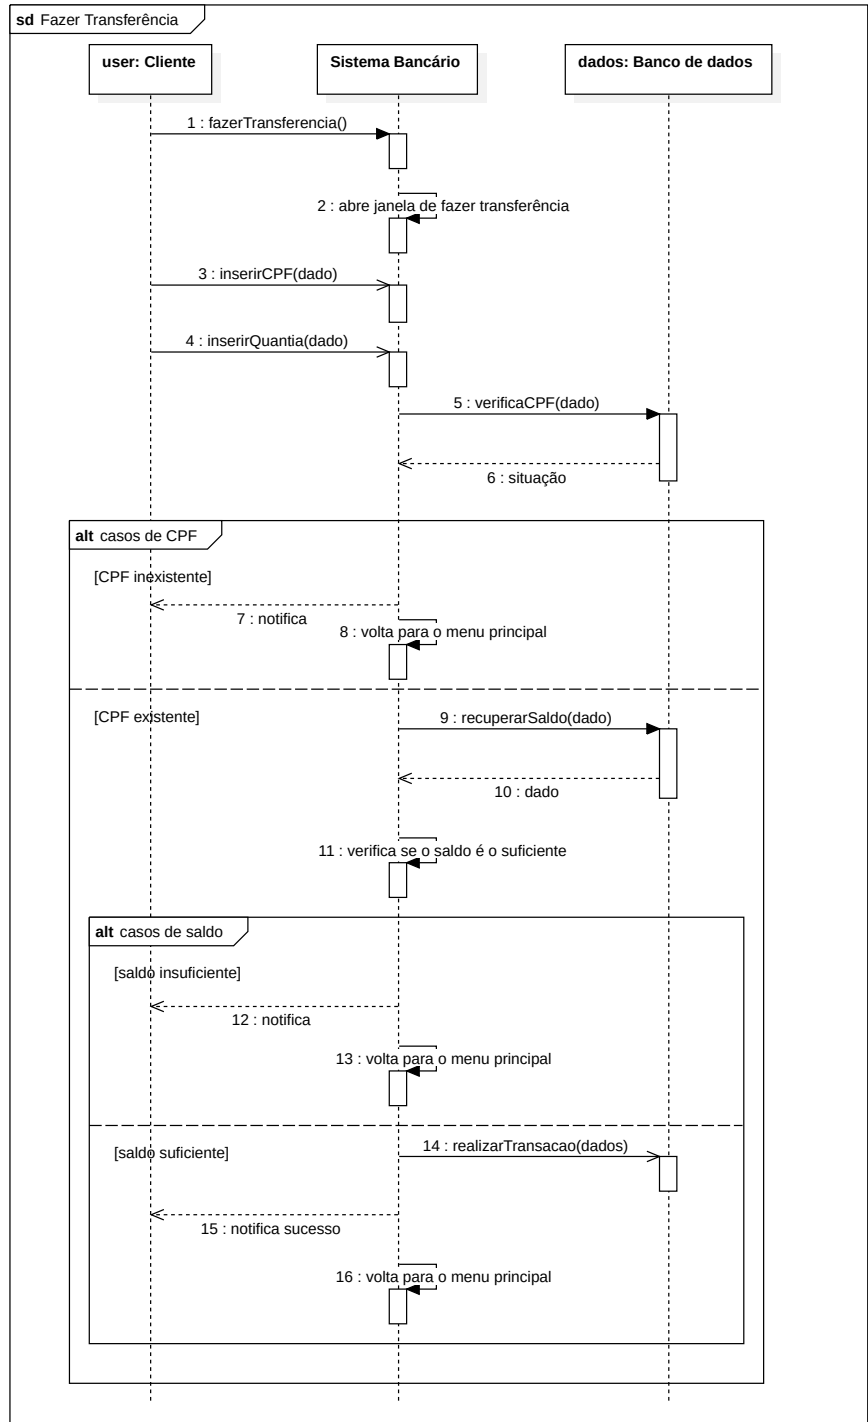 sd Fazer Transferência
user: Cliente
Sistema Bancário
dados: Banco de dados
1 : fazerTransferencia()
2 : abre janela de fazer transferência
3 : inserirCPF(dado)
4 : inserirQuantia(dado)
5 : verificaCPF(dado)
6 : situação
alt casos de CPF
[CPF inexistente]
7 : notifica
8 : volta para o menu principal
[CPF existente]
9 : recuperarSaldo(dado)
10 : dado
11 : verifica se o saldo é o suficiente
alt casos de saldo
[saldo insuficiente]
12 : notifica
13 : volta para o menu principal
[saldo suficiente]
14 : realizarTransacao(dados)
15 : notifica sucesso
16 : volta para o menu principal